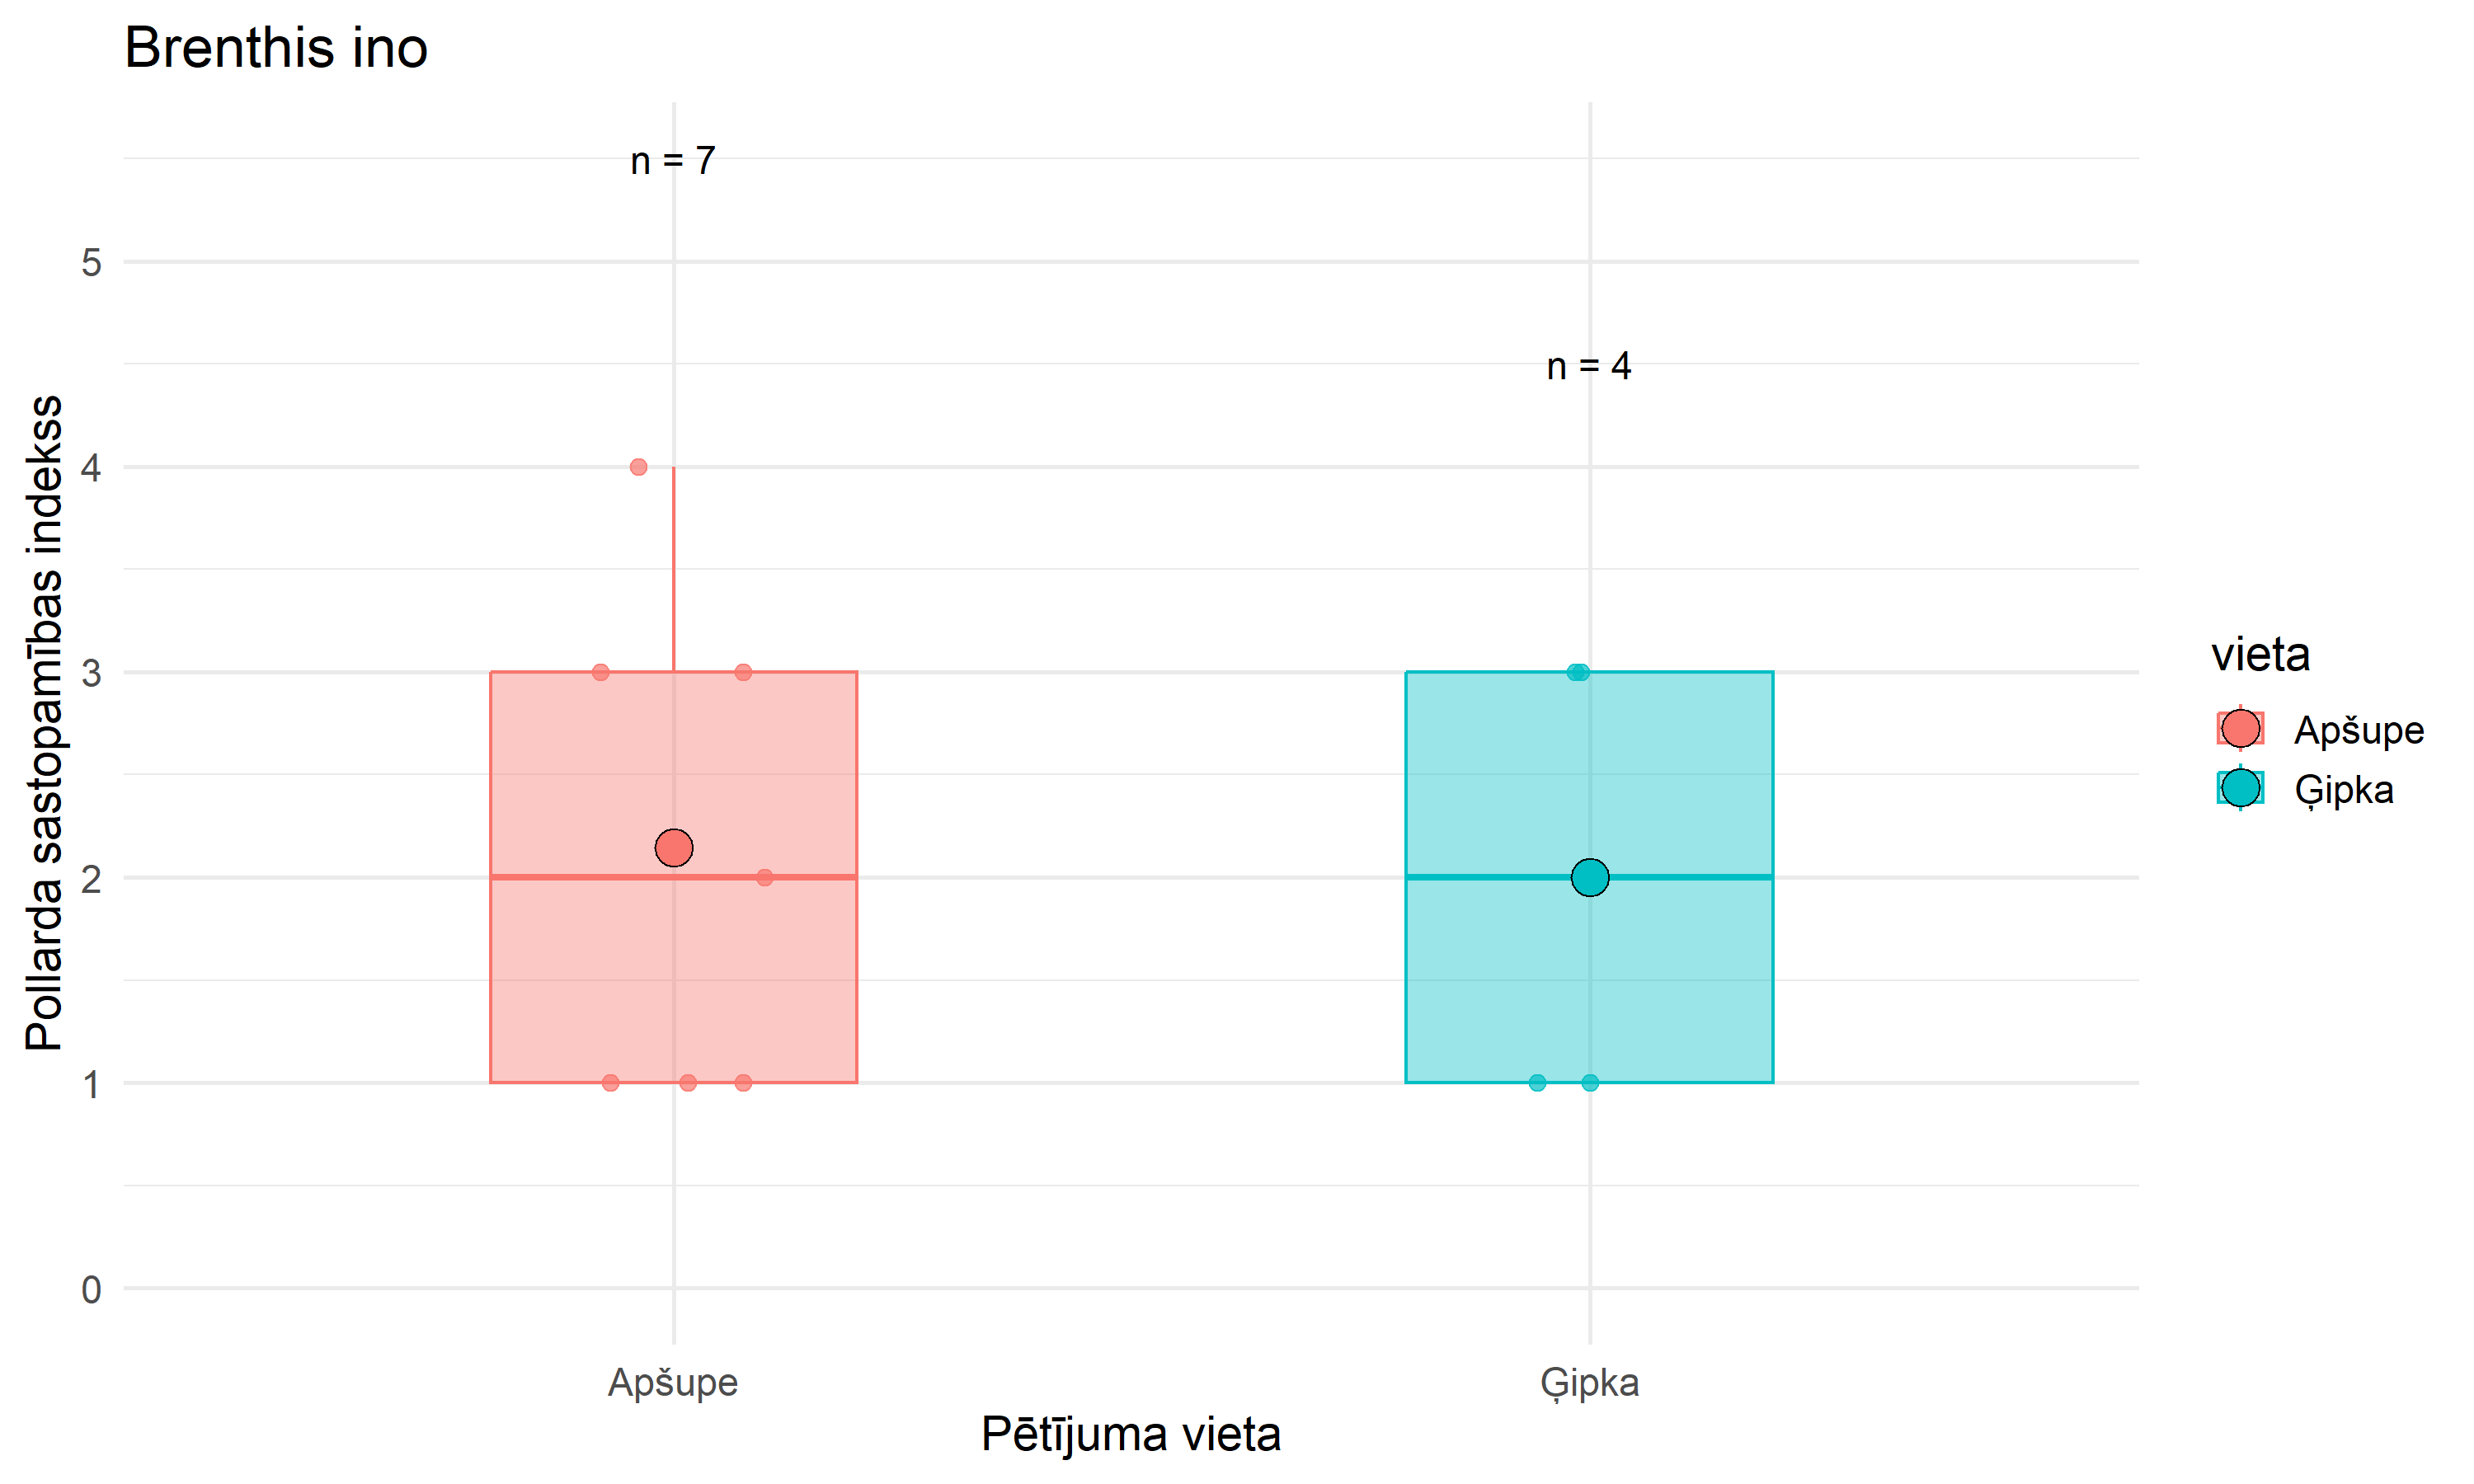 Brenthis ino
n = 7
n = 4
5
4
3
2
1
0
Pollarda sastopamības indekss
Apšupe
Ģipka
Pētījuma vieta
vieta
Apšupe
Ģipka